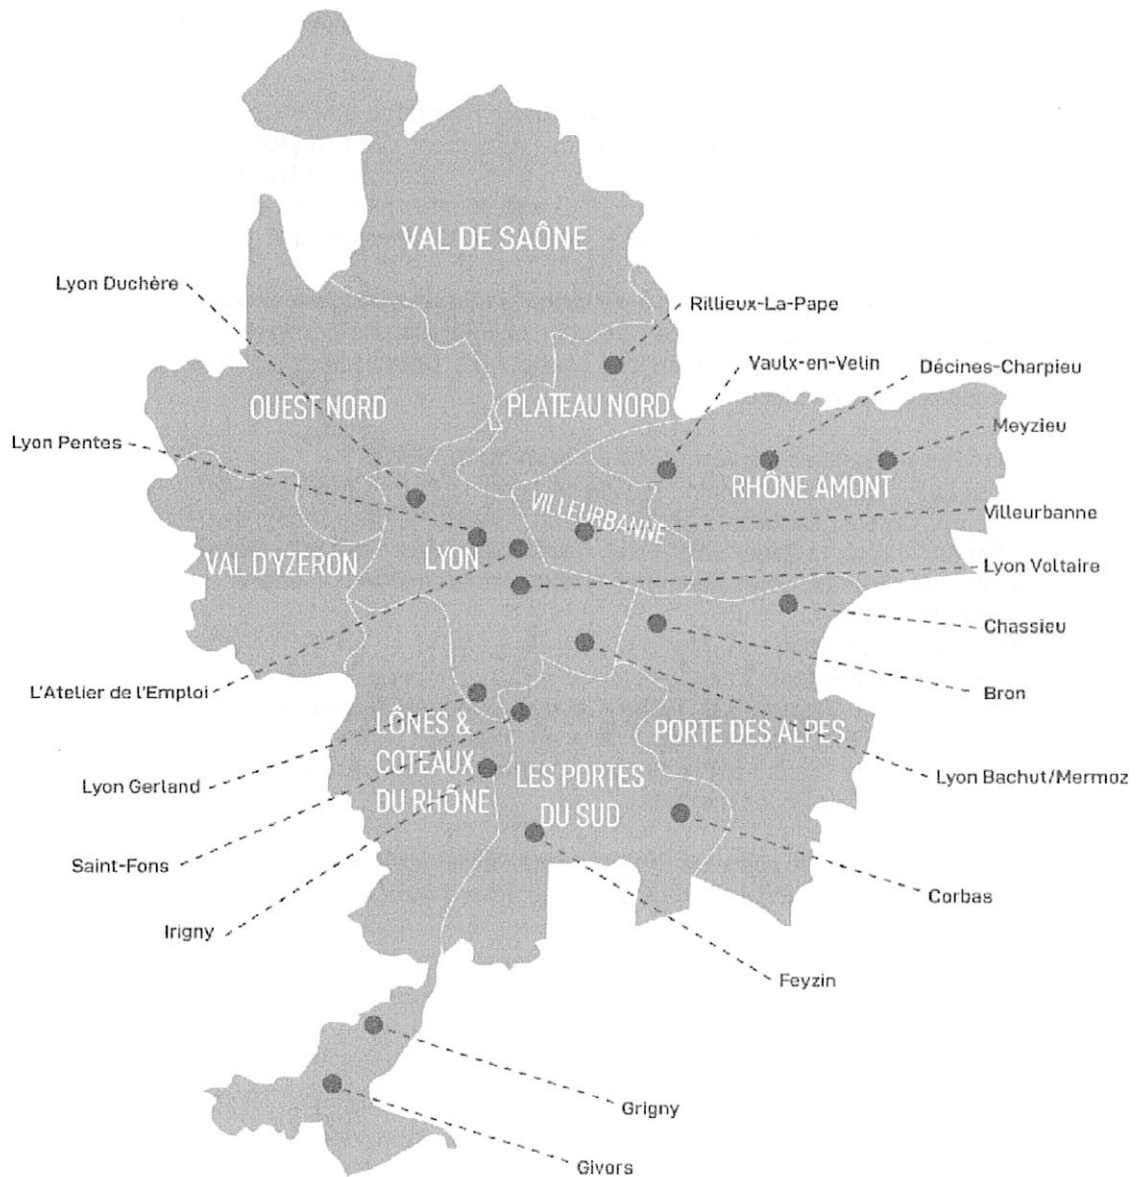 VAL DE SAÔNE
Lyon Duchère
Rillieux-La-Pape
Vaulx-en-Velin
Décines-Charpieu
OUEST NORD
PLATEAU NORD
Meyzieu
Lyon Pentes
RHÔNE AMONT
VILLEURBANNE
Villeurbanne
VAL D'YZERON
LYON
Lyon Voltaire
Chassieu
L'Atelier de l'Emploi
Bron
LÔNES &
COTEAUX
DU RHÔNE
PORTE DES ALPES
LES PORTES
DU SUD
Lyon Gerland
Lyon Bachut/Mermoz
Saint-Fons
Corbas
Irigny
Feyzin
Grigny
Givors